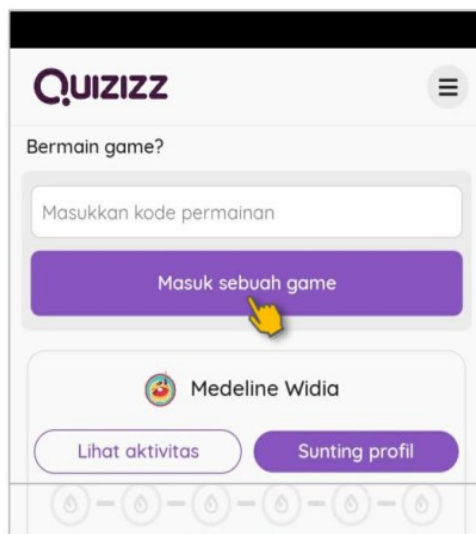 QUIZIZZ
Bermain game?
Masukkan kode permainan
Masuk sebuah game
Medeline Widia
Lihat aktivitas
Sunting profil